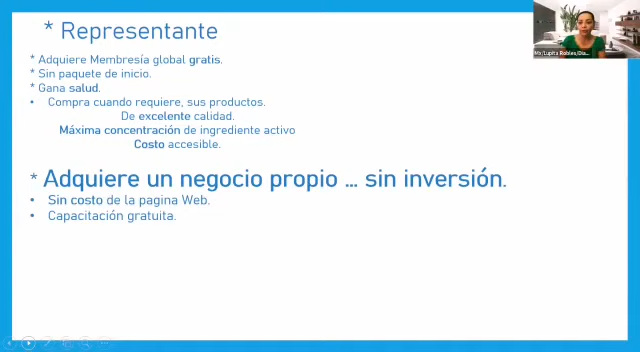 * Representante
* Adquiere Membresía global gratis.
* Sin paquete de inicio.
* Gana salud.
• Compra cuando requiere, sus productos.
De excelente calidad.
Máxima concentración de ingrediente activo
Costo accesible.
* Adquiere un negocio propio ... sin inversión.
• Sin costo de la pagina Web.
• Capacitación gratuita.
Mx/Lupita Robles/Dia...